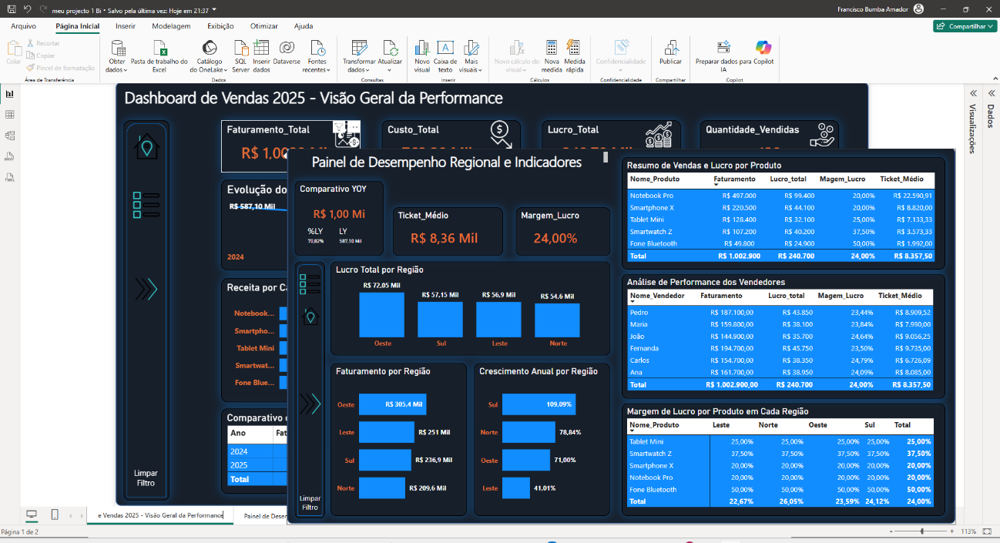 meu projecto 1 Bi • Salvo pela última vez: Hoje em 21:37
Francisco Bumba Amador
Arquivo Página Inicial Inserir Modelagem Exibição Otimizar Ajuda
Compartilhar
Colar
Recortar
Copiar
Pincel de formatação
Área de Transferência
Obter dados
Pasta de trabalho do Excel
Catálogo do OneLake
SQL Server
Inserir dados
Dataverse
Fontes recentes
Dados
Transformar dados
Atualizar
Consultas
Novo visual
Caixa de texto
Mais visuais
Inserir
Novo cálculo do visual
Nova medida
Medida rápida
Cálculos
Confidencialidade
Confidencialidade
Publicar
Compartilhar
Preparar dados para IA
Copilot
Copilot
Dashboard de Vendas 2025 - Visão Geral da Performance
Faturamento_Total
Custo_Total
Lucro_Total
Quantidade_Vendidas
Evolução do
R$ 587,10 Mil
2024
Receita por Ca
Notebook...
Smartpho...
Tablet Mini
Smartwat...
Fone Blue...
Comparativo
Ano Fat
2024
2025
Total
Limpar
Filtro
Painel de Desempenho Regional e Indicadores
Comparativo YOY
R$ 1,00 Mi
%LY LY
70,82% 587,10 Mil
Ticket_Médio
R$ 8,36 Mil
Margem_Lucro
24,00%
Lucro Total por Região
R$ 72,05 Mil
R$ 57,15 Mil
R$ 56,9 Mil
R$ 54,6 Mil
Oeste Sul Leste Norte
Faturamento por Região
Oeste R$ 305,4 Mil
Leste R$ 251 Mil
Sul R$ 236,9 Mil
Norte R$ 209,6 Mil
Crescimento Anual por Região
Sul 109,09%
Norte 78,84%
Oeste 71,00%
Leste 41,01%
Limpar
Filtro
Resumo de Vendas e Lucro por Produto
Nome_Produto Faturamento Lucro_total Magem_Lucro Ticket_Médio
Notebook Pro R$ 497.000 R$ 99.400 20,00% R$ 22.590,91
Smartphone X R$ 220.500 R$ 44.100 20,00% R$ 8.820,00
Tablet Mini R$ 128.400 R$ 32.100 25,00% R$ 7.133,33
Smartwatch Z R$ 107.200 R$ 40.200 37,50% R$ 3.573,33
Fone Bluetooth R$ 49.800 R$ 24.900 50,00% R$ 1.992,00
Total R$ 1.002.900 R$ 240.700 24,00% R$ 8.357,50
Análise de Performance dos Vendedores
Nome_Vendedor Faturamento Lucro_total Magem_Lucro Ticket_Médio
Pedro R$ 187.100,00 R$ 43.850 23,44% R$ 8.909,52
Maria R$ 159.800,00 R$ 38.100 23,84% R$ 7.990,00
João R$ 144.900,00 R$ 35.700 24,64% R$ 9.056,25
Fernanda R$ 194.700,00 R$ 45.750 23,50% R$ 9.735,00
Carlos R$ 154.700,00 R$ 38.350 24,79% R$ 6.726,09
Ana R$ 161.700,00 R$ 38.950 24,09% R$ 8.085,00
Total R$ 1.002.900,00 R$ 240.700 24,00% R$ 8.357,50
Margem de Lucro por Produto em Cada Região
Nome_Produto Leste Norte Oeste Sul Total
Tablet Mini 25,00% 25,00% 25,00% 25,00% 25,00%
Smartwatch Z 37,50% 37,50% 37,50% 37,50% 37,50%
Smartphone X 20,00% 20,00% 20,00% 20,00% 20,00%
Notebook Pro 20,00% 20,00% 20,00% 20,00% 20,00%
Fone Bluetooth 50,00% 50,00% 50,00% 50,00% 50,00%
Total 22,67% 26,05% 23,59% 24,12% 24,00%
Visualizações
Dados
e Vendas 2025 - Visão Geral da Performance
Painel de Desem
Página 1 de 2
113%